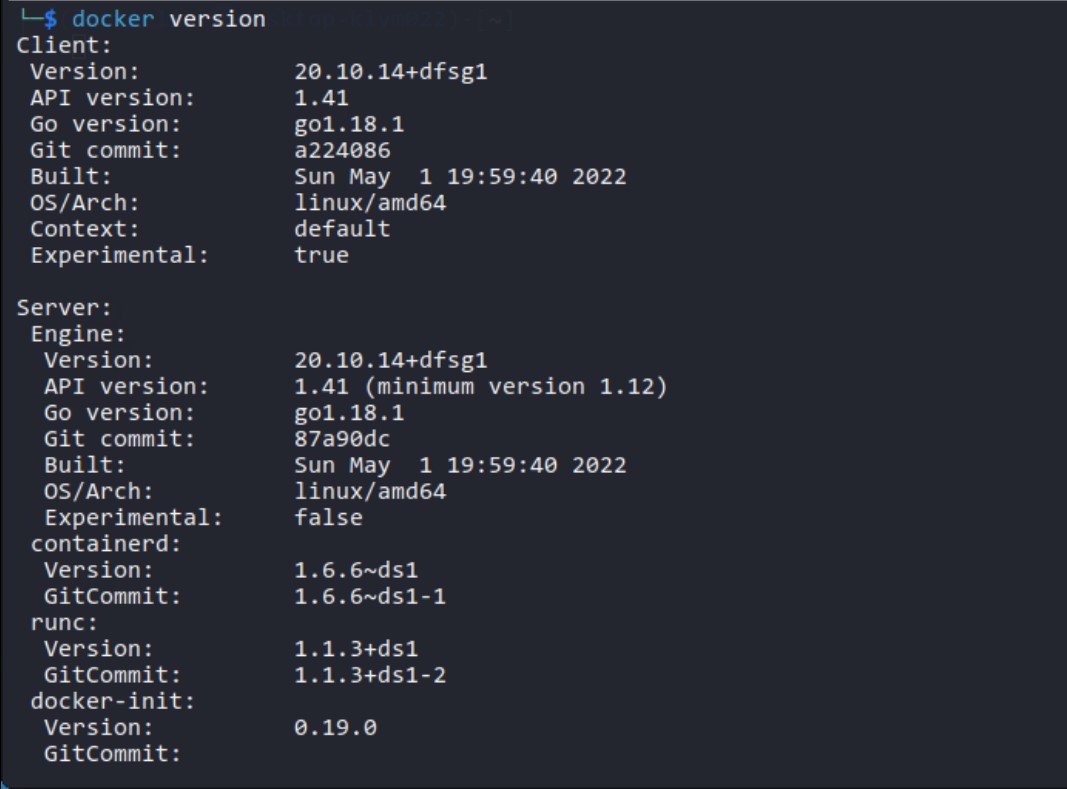 └─$ docker version
Client:
 Version:           20.10.14+dfsg1
 API version:       1.41
 Go version:        go1.18.1
 Git commit:        a224086
 Built:             Sun May  1 19:59:40 2022
 OS/Arch:           linux/amd64
 Context:           default
 Experimental:      true

Server:
 Engine:
  Version:          20.10.14+dfsg1
  API version:      1.41 (minimum version 1.12)
  Go version:       go1.18.1
  Git commit:       87a90dc
  Built:            Sun May  1 19:59:40 2022
  OS/Arch:          linux/amd64
  Experimental:     false
 containerd:
  Version:          1.6.6~ds1
  GitCommit:        1.6.6~ds1-1
 runc:
  Version:          1.1.3+ds1
  GitCommit:        1.1.3+ds1-2
 docker-init:
  Version:          0.19.0
  GitCommit: